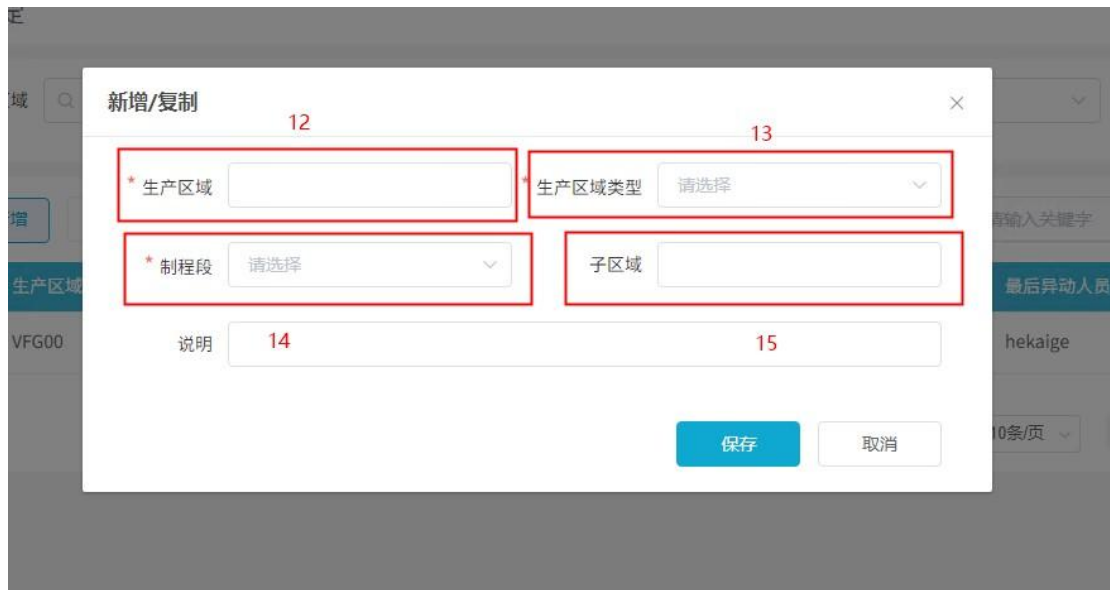 定
域
新增/复制
12
13
* 生产区域
* 生产区域类型 请选择
增
请输入关键字
* 制程段 请选择
子区域
生产区域
最后异动人员
VFG00
说明
14
15
hekaige
保存
取消
10条/页